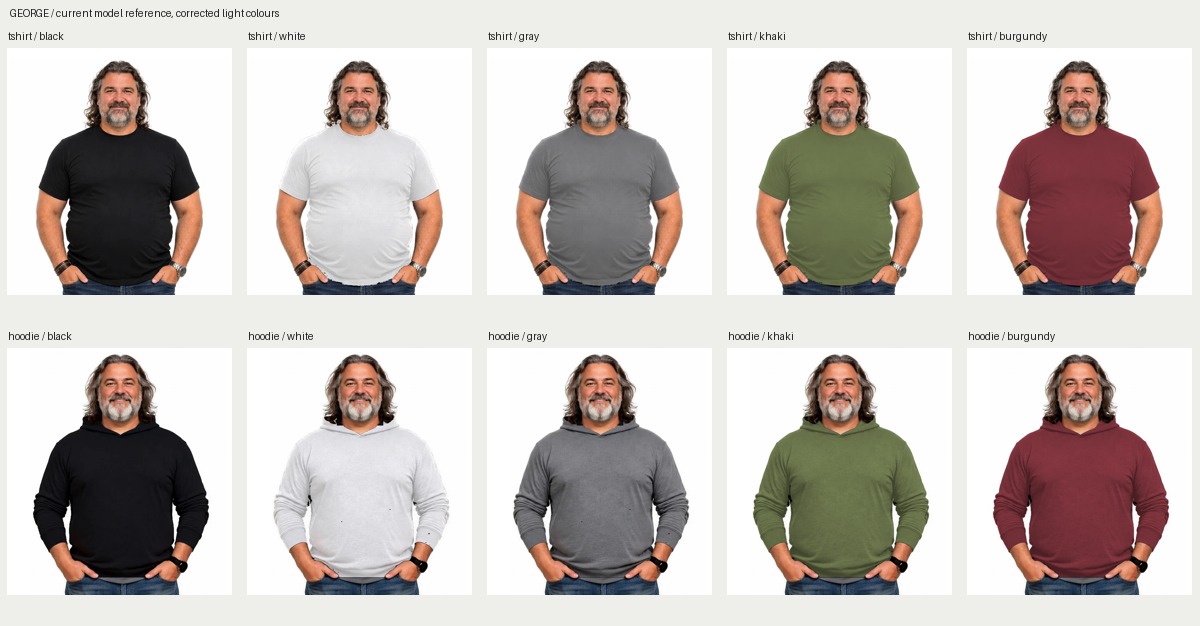 GEORGE / current model reference, corrected light colours
tshirt / black
tshirt / white
tshirt / gray
tshirt / khaki
tshirt / burgundy
hoodie / black
hoodie / white
hoodie / gray
hoodie / khaki
hoodie / burgundy